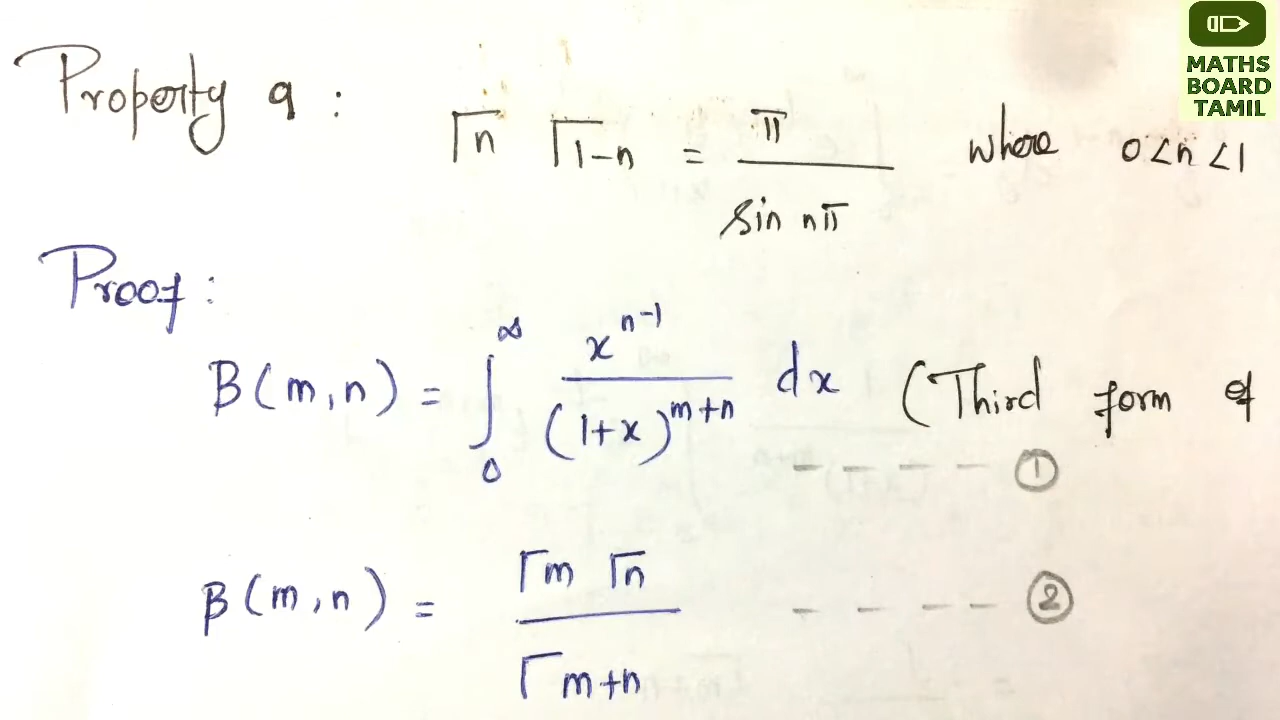 MATHS
BOARD
TAMIL
Property 9 :
Γn Γ1-n = π / sin nπ where 0<n<1
Proof :
B(m,n) = ∫₀^∞ x^(n-1) / (1+x)^(m+n) dx (Third form of
- - - - ①
β(m,n) = Γm Γn / Γm+n - - - - ②